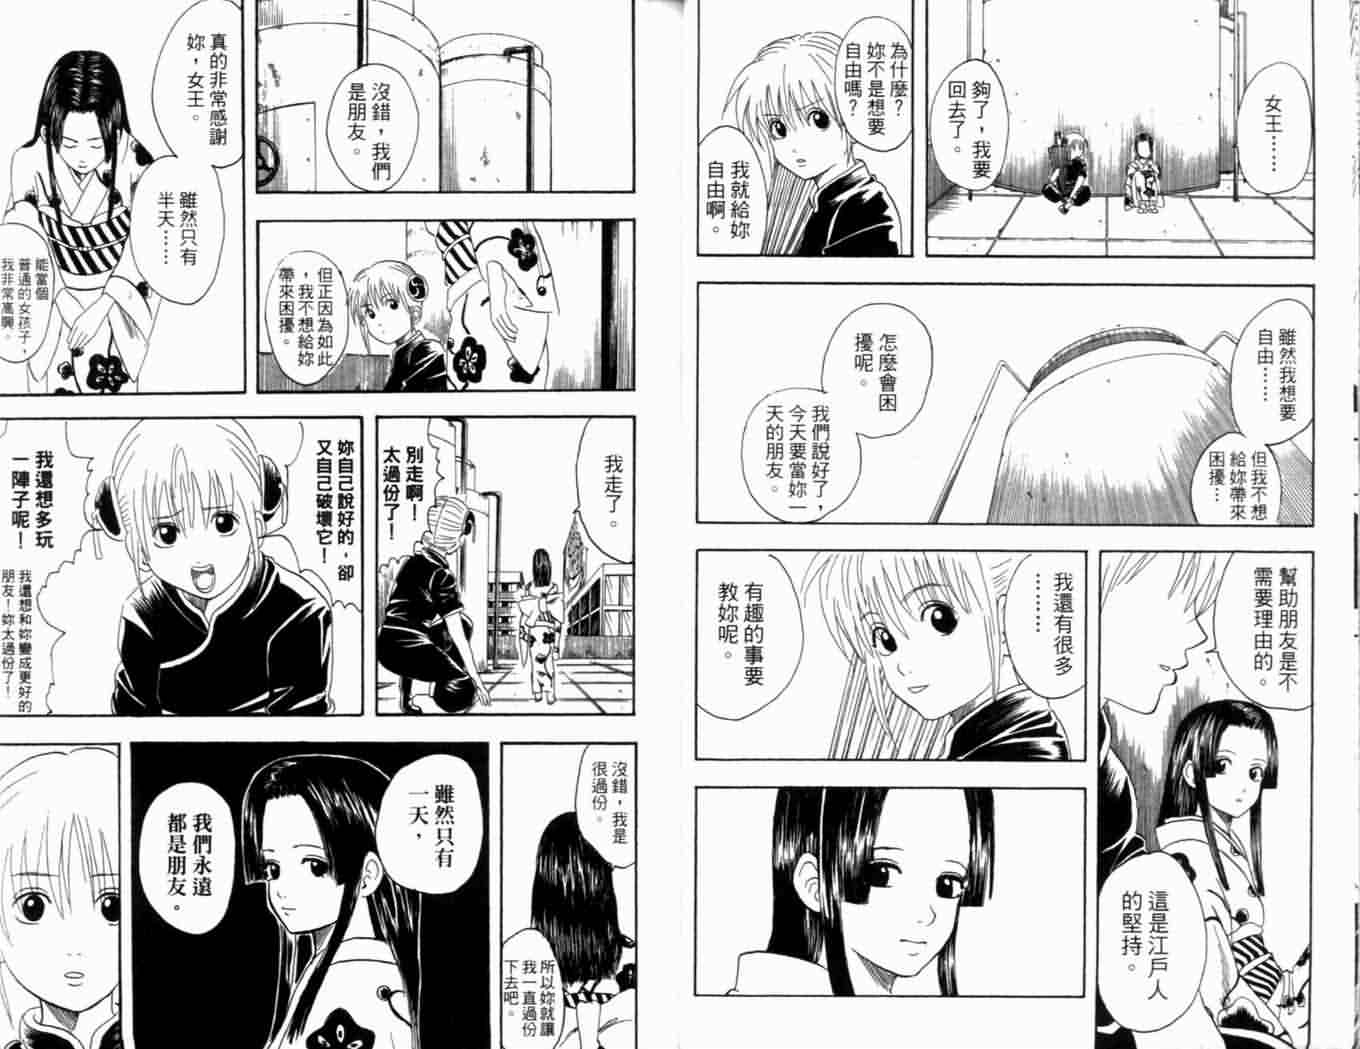 女王……
夠了，我要
回去了。
為什麼？
妳不是想要
自由嗎？
我就給妳
自由啊。
雖然我想要
自由……
但我不想
給妳帶來
困擾…
怎麼會困
擾呢。
我們說好了，
今天要當妳一
天的朋友。
幫助朋友是不
需要理由的。
這是江戶人
的堅持。
我還有很多
……
有趣的事要
教妳呢。
沒錯，我們
是朋友。
真的非常感謝
妳，女王。
雖然只有
半天……
能當個
普通的女孩子，
我非常高興。
但正因為如此
，我不想給妳
帶來困擾。
我走了。
別走啊！
太過份了！
妳自己說好的，卻
又自己破壞它！
我還想多玩
一陣子呢！
我還想和妳變成更好的
朋友！妳太過份了！
沒錯，我是
很過份。
所以妳就讓
我一直過份
下去吧。
雖然只有
一天，
我們永遠
都是朋友。